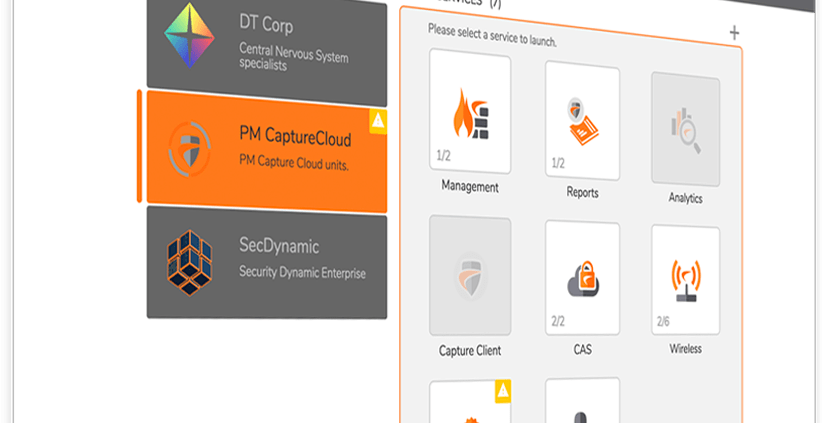 DT Corp
Central Nervous System
specialists
PM CaptureCloud
PM Capture Cloud units.
SecDynamic
Security Dynamic Enterprise
SERVICES (7)
Please select a service to launch.
+
1/2
Management
1/2
Reports
Analytics
Capture Client
2/2
CAS
2/6
Wireless